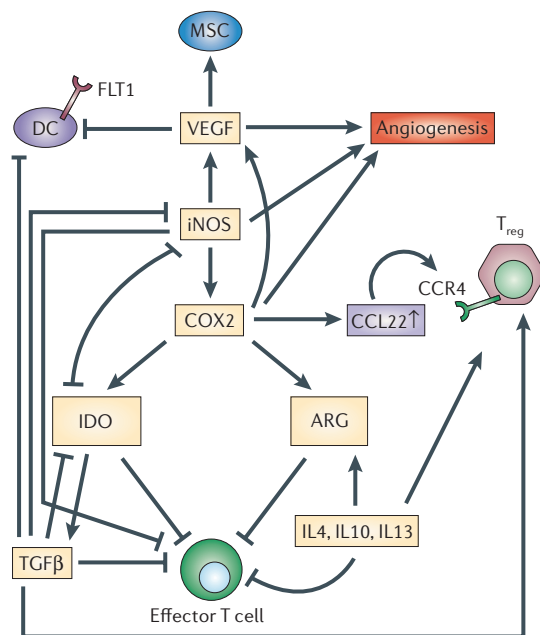 MSC
FLT1
DC
VEGF
Angiogenesis
iNOS
Treg
CCR4
COX2
CCL22↑
IDO
ARG
IL4, IL10, IL13
TGFβ
Effector T cell